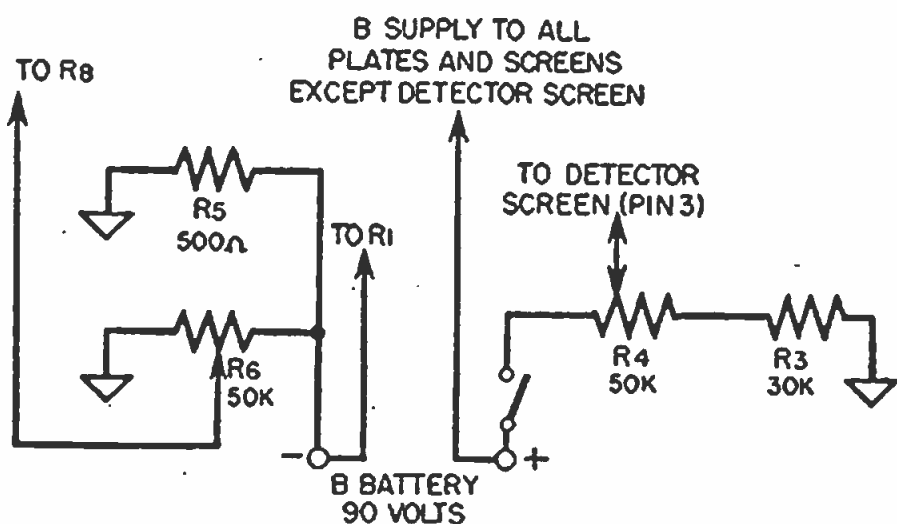 B SUPPLY TO ALL
PLATES AND SCREENS
EXCEPT DETECTOR SCREEN
TO R8
TO DETECTOR
SCREEN (PIN 3)
R5
500Ω
TO R1
R6
50K
R4
50K
R3
30K
-
+
B BATTERY
90 VOLTS